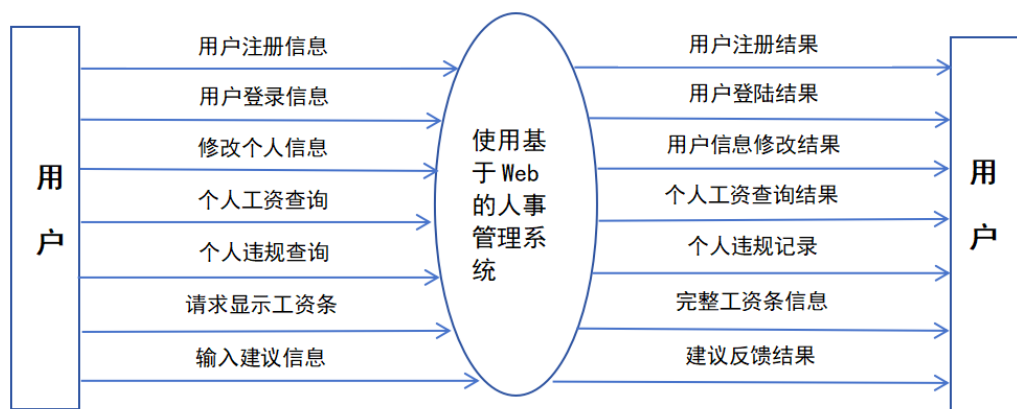 用户
用户注册信息
用户登录信息
修改个人信息
个人工资查询
个人违规查询
请求显示工资条
输入建议信息
使用基
于 Web
的人事
管理系
统
用户注册结果
用户登陆结果
用户信息修改结果
个人工资查询结果
个人违规记录
完整工资条信息
建议反馈结果
用户